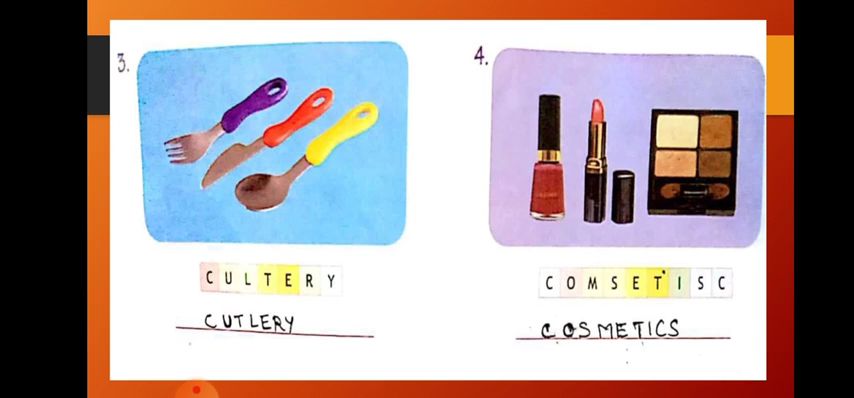 3.
CULTERY
CUTLERY
4.
COMSETISC
COSMETICS